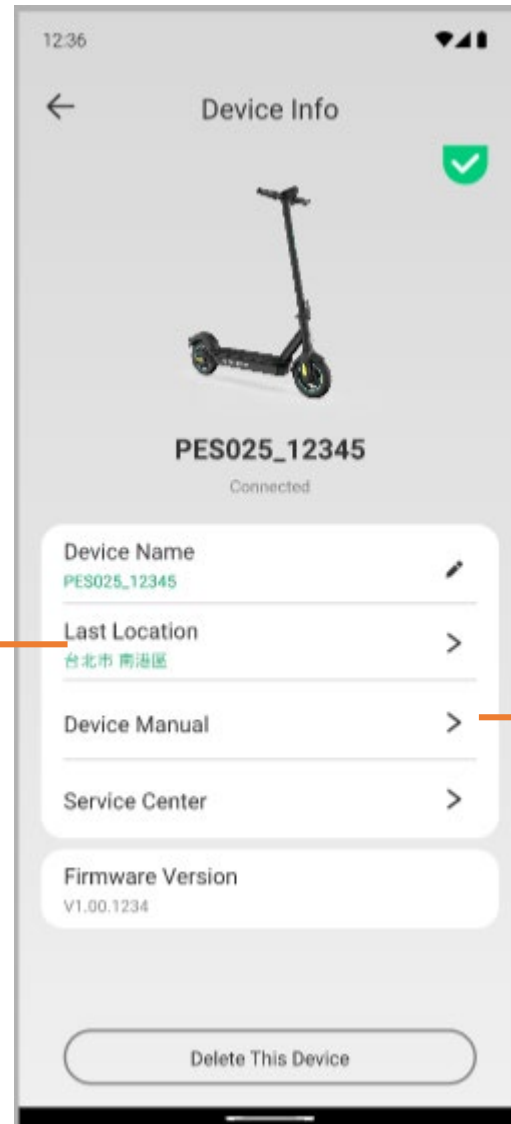 12:36
Device Info
PES025_12345
Connected
Device Name
PES025_12345
Last Location
台北市 南港區
Device Manual
Service Center
Firmware Version
V1.00.1234
Delete This Device